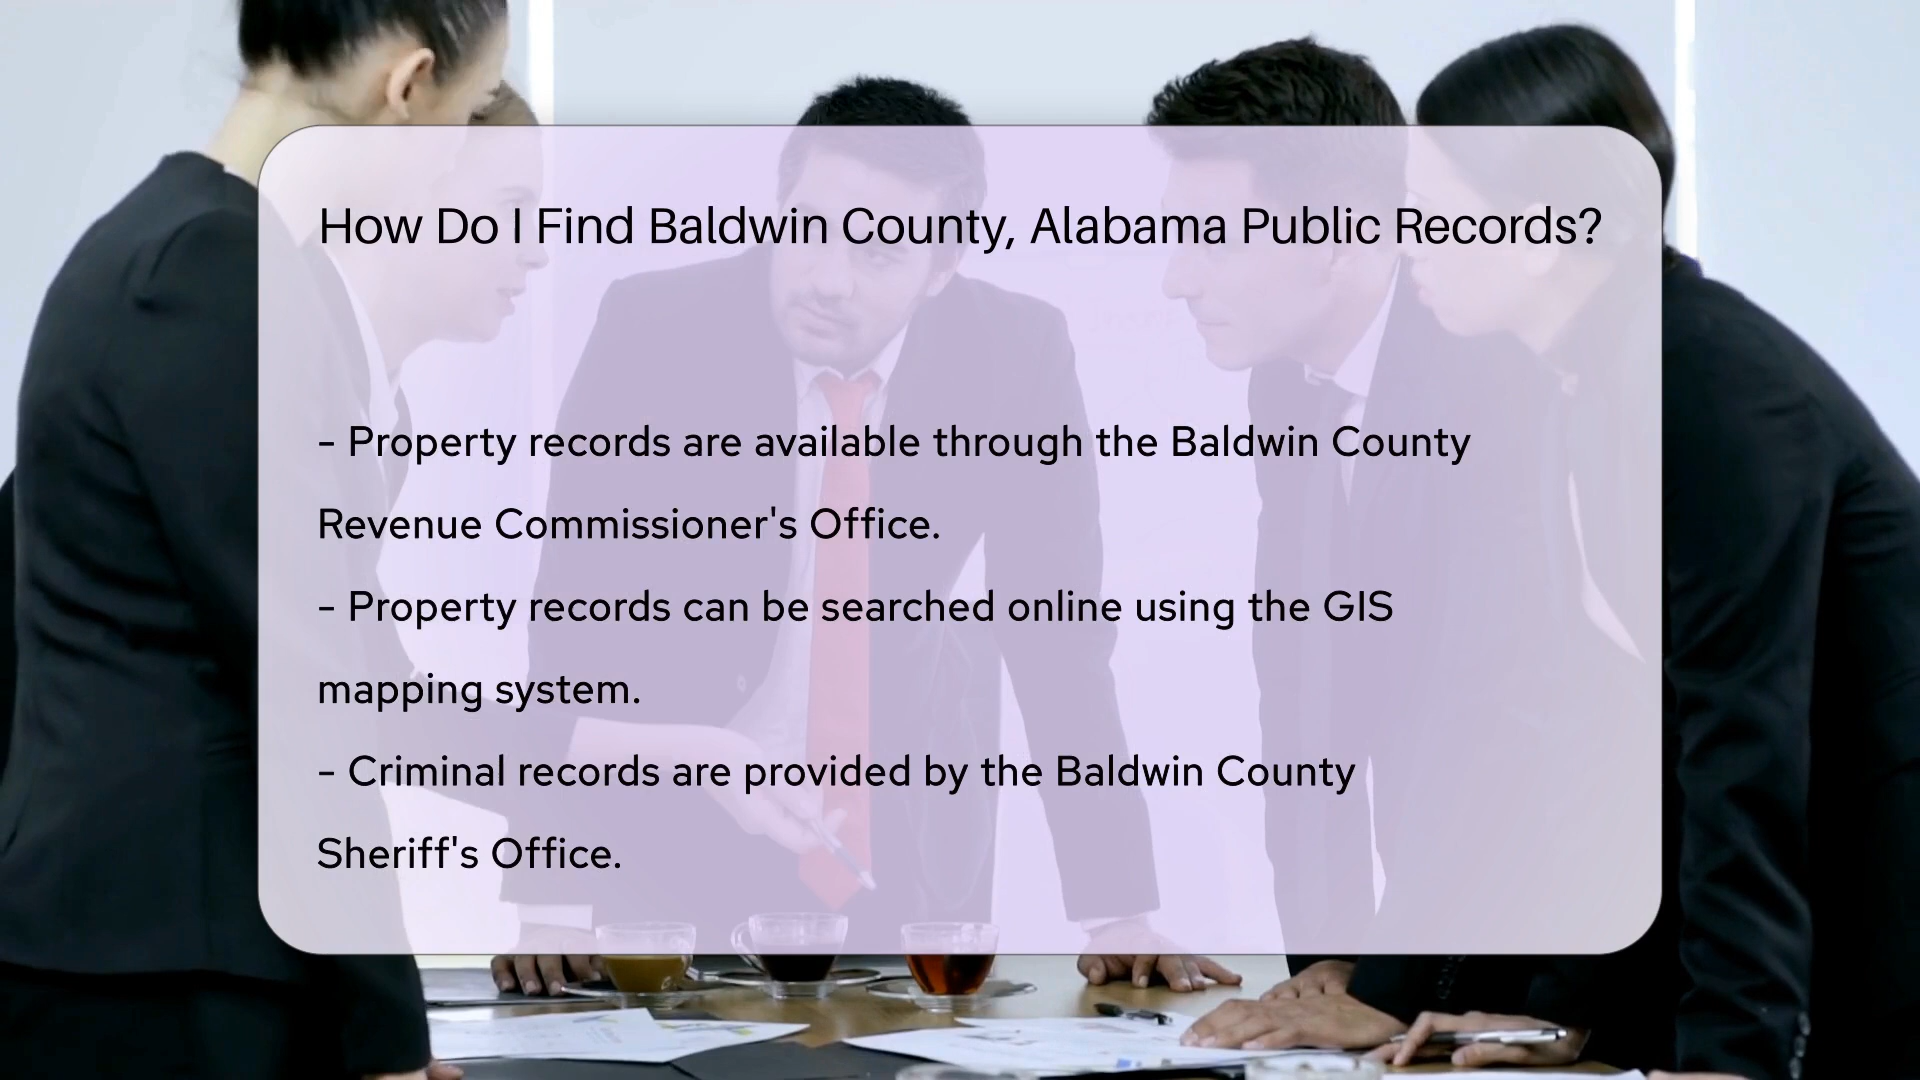 How Do I Find Baldwin County, Alabama Public Records?
- Property records are available through the Baldwin County
Revenue Commissioner's Office.
- Property records can be searched online using the GIS
mapping system.
- Criminal records are provided by the Baldwin County
Sheriff's Office.